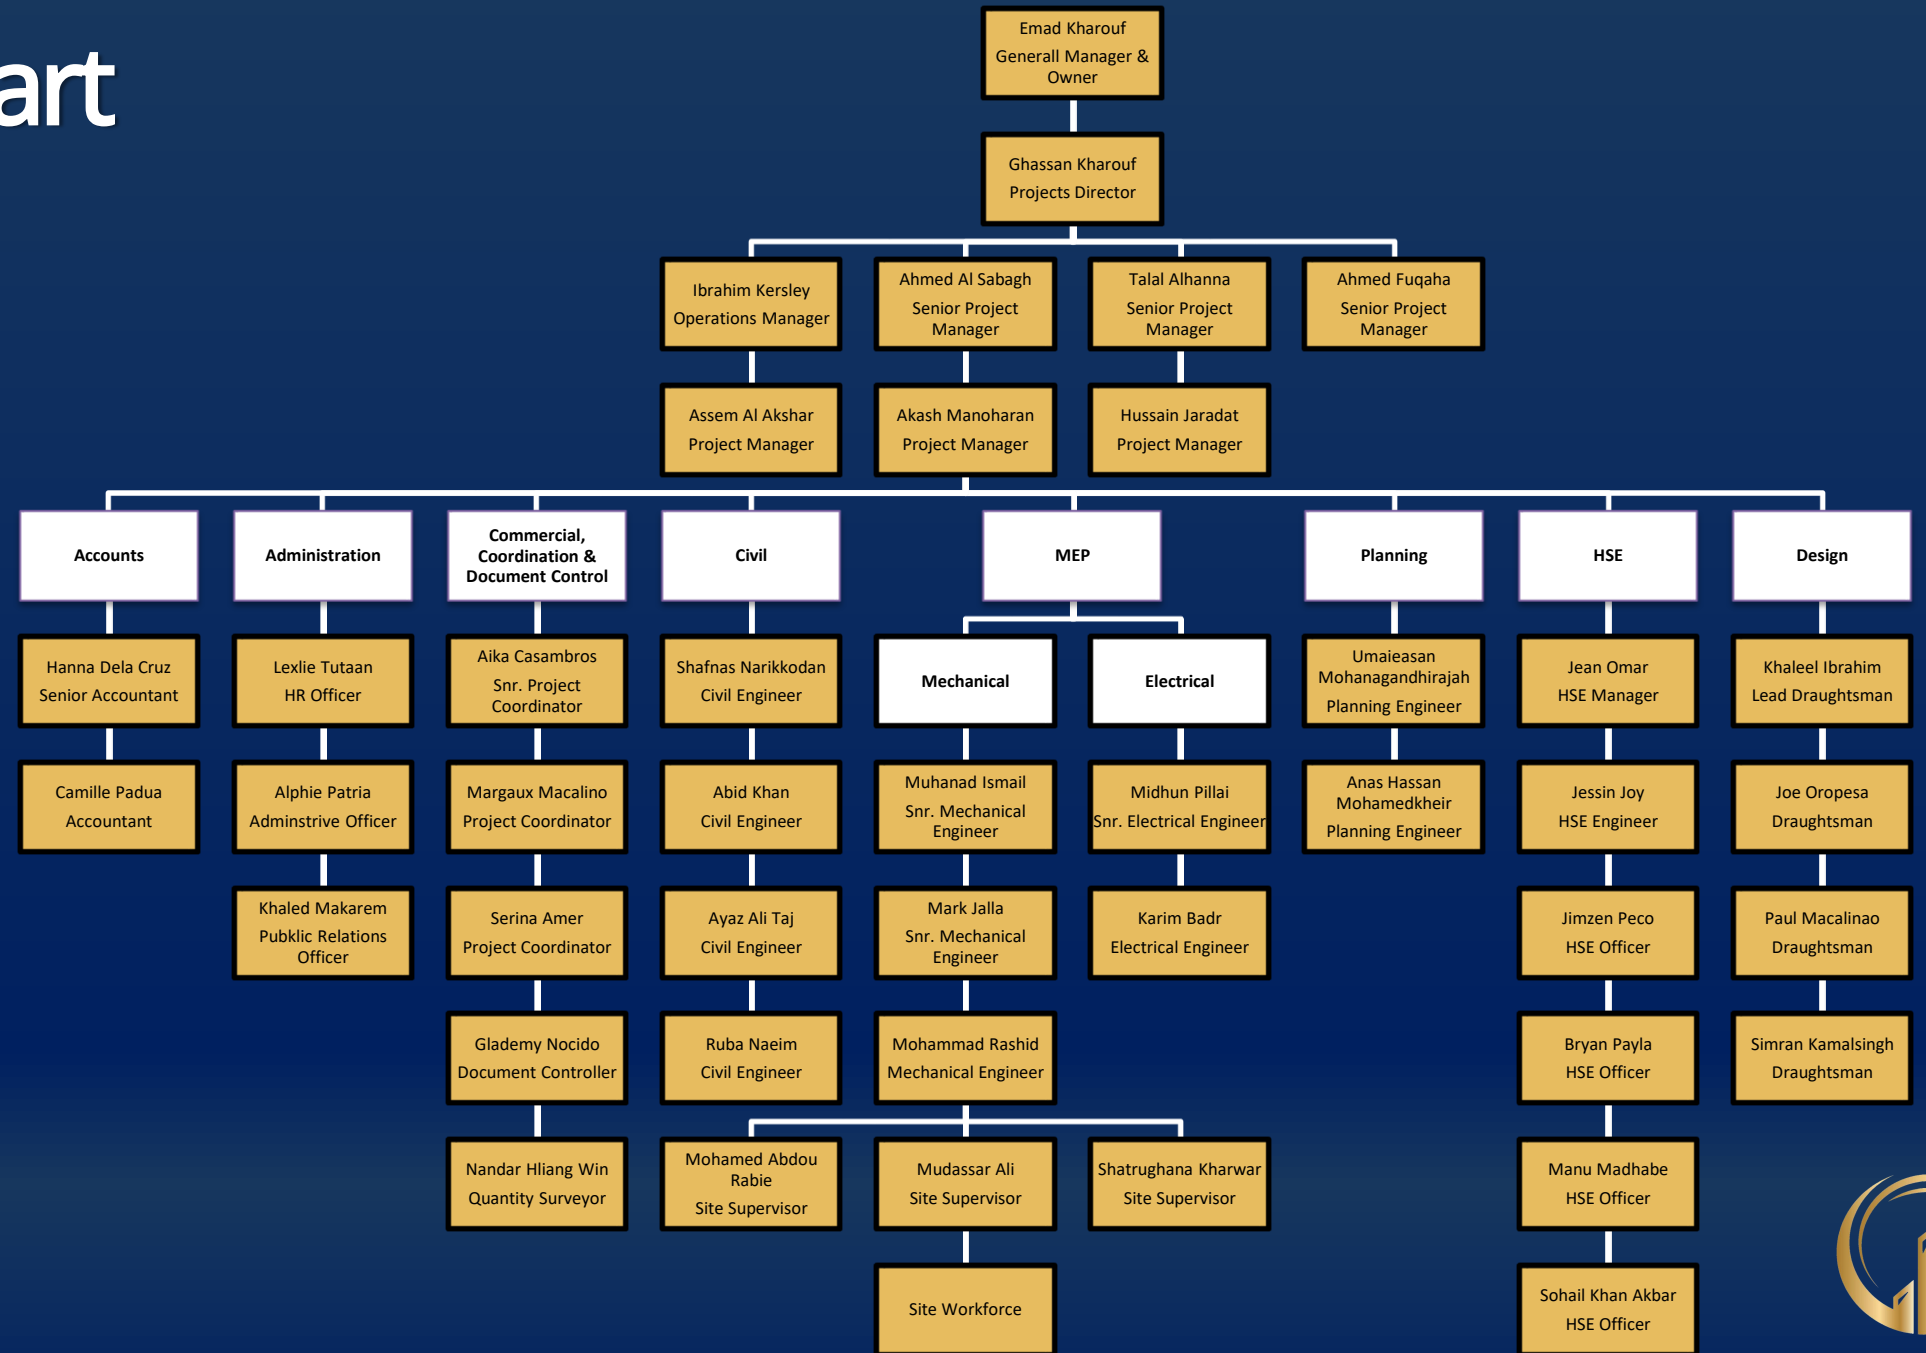 art
Emad Kharouf
Generall Manager &
Owner
Ghassan Kharouf
Projects Director
Ibrahim Kersley
Operations Manager
Ahmed Al Sabagh
Senior Project
Manager
Talal Alhanna
Senior Project
Manager
Ahmed Fuqaha
Senior Project
Manager
Assem Al Akshar
Project Manager
Akash Manoharan
Project Manager
Hussain Jaradat
Project Manager
Accounts
Administration
Commercial,
Coordination &
Document Control
Civil
MEP
Planning
HSE
Design
Hanna Dela Cruz
Senior Accountant
Lexlie Tutaan
HR Officer
Aika Casambros
Snr. Project
Coordinator
Shafnas Narikkodan
Civil Engineer
Mechanical
Electrical
Umaieasan
Mohanagandhirajah
Planning Engineer
Jean Omar
HSE Manager
Khaleel Ibrahim
Lead Draughtsman
Camille Padua
Accountant
Alphie Patria
Adminstrive Officer
Margaux Macalino
Project Coordinator
Abid Khan
Civil Engineer
Muhanad Ismail
Snr. Mechanical
Engineer
Midhun Pillai
Snr. Electrical Engineer
Anas Hassan
Mohamedkheir
Planning Engineer
Jessin Joy
HSE Engineer
Joe Oropesa
Draughtsman
Khaled Makarem
Pubklic Relations
Officer
Serina Amer
Project Coordinator
Ayaz Ali Taj
Civil Engineer
Mark Jalla
Snr. Mechanical
Engineer
Karim Badr
Electrical Engineer
Jimzen Peco
HSE Officer
Paul Macalinao
Draughtsman
Glademy Nocido
Document Controller
Ruba Naeim
Civil Engineer
Mohammad Rashid
Mechanical Engineer
Bryan Payla
HSE Officer
Simran Kamalsingh
Draughtsman
Nandar Hliang Win
Quantity Surveyor
Mohamed Abdou
Rabie
Site Supervisor
Mudassar Ali
Site Supervisor
Shatrughana Kharwar
Site Supervisor
Manu Madhabe
HSE Officer
Site Workforce
Sohail Khan Akbar
HSE Officer